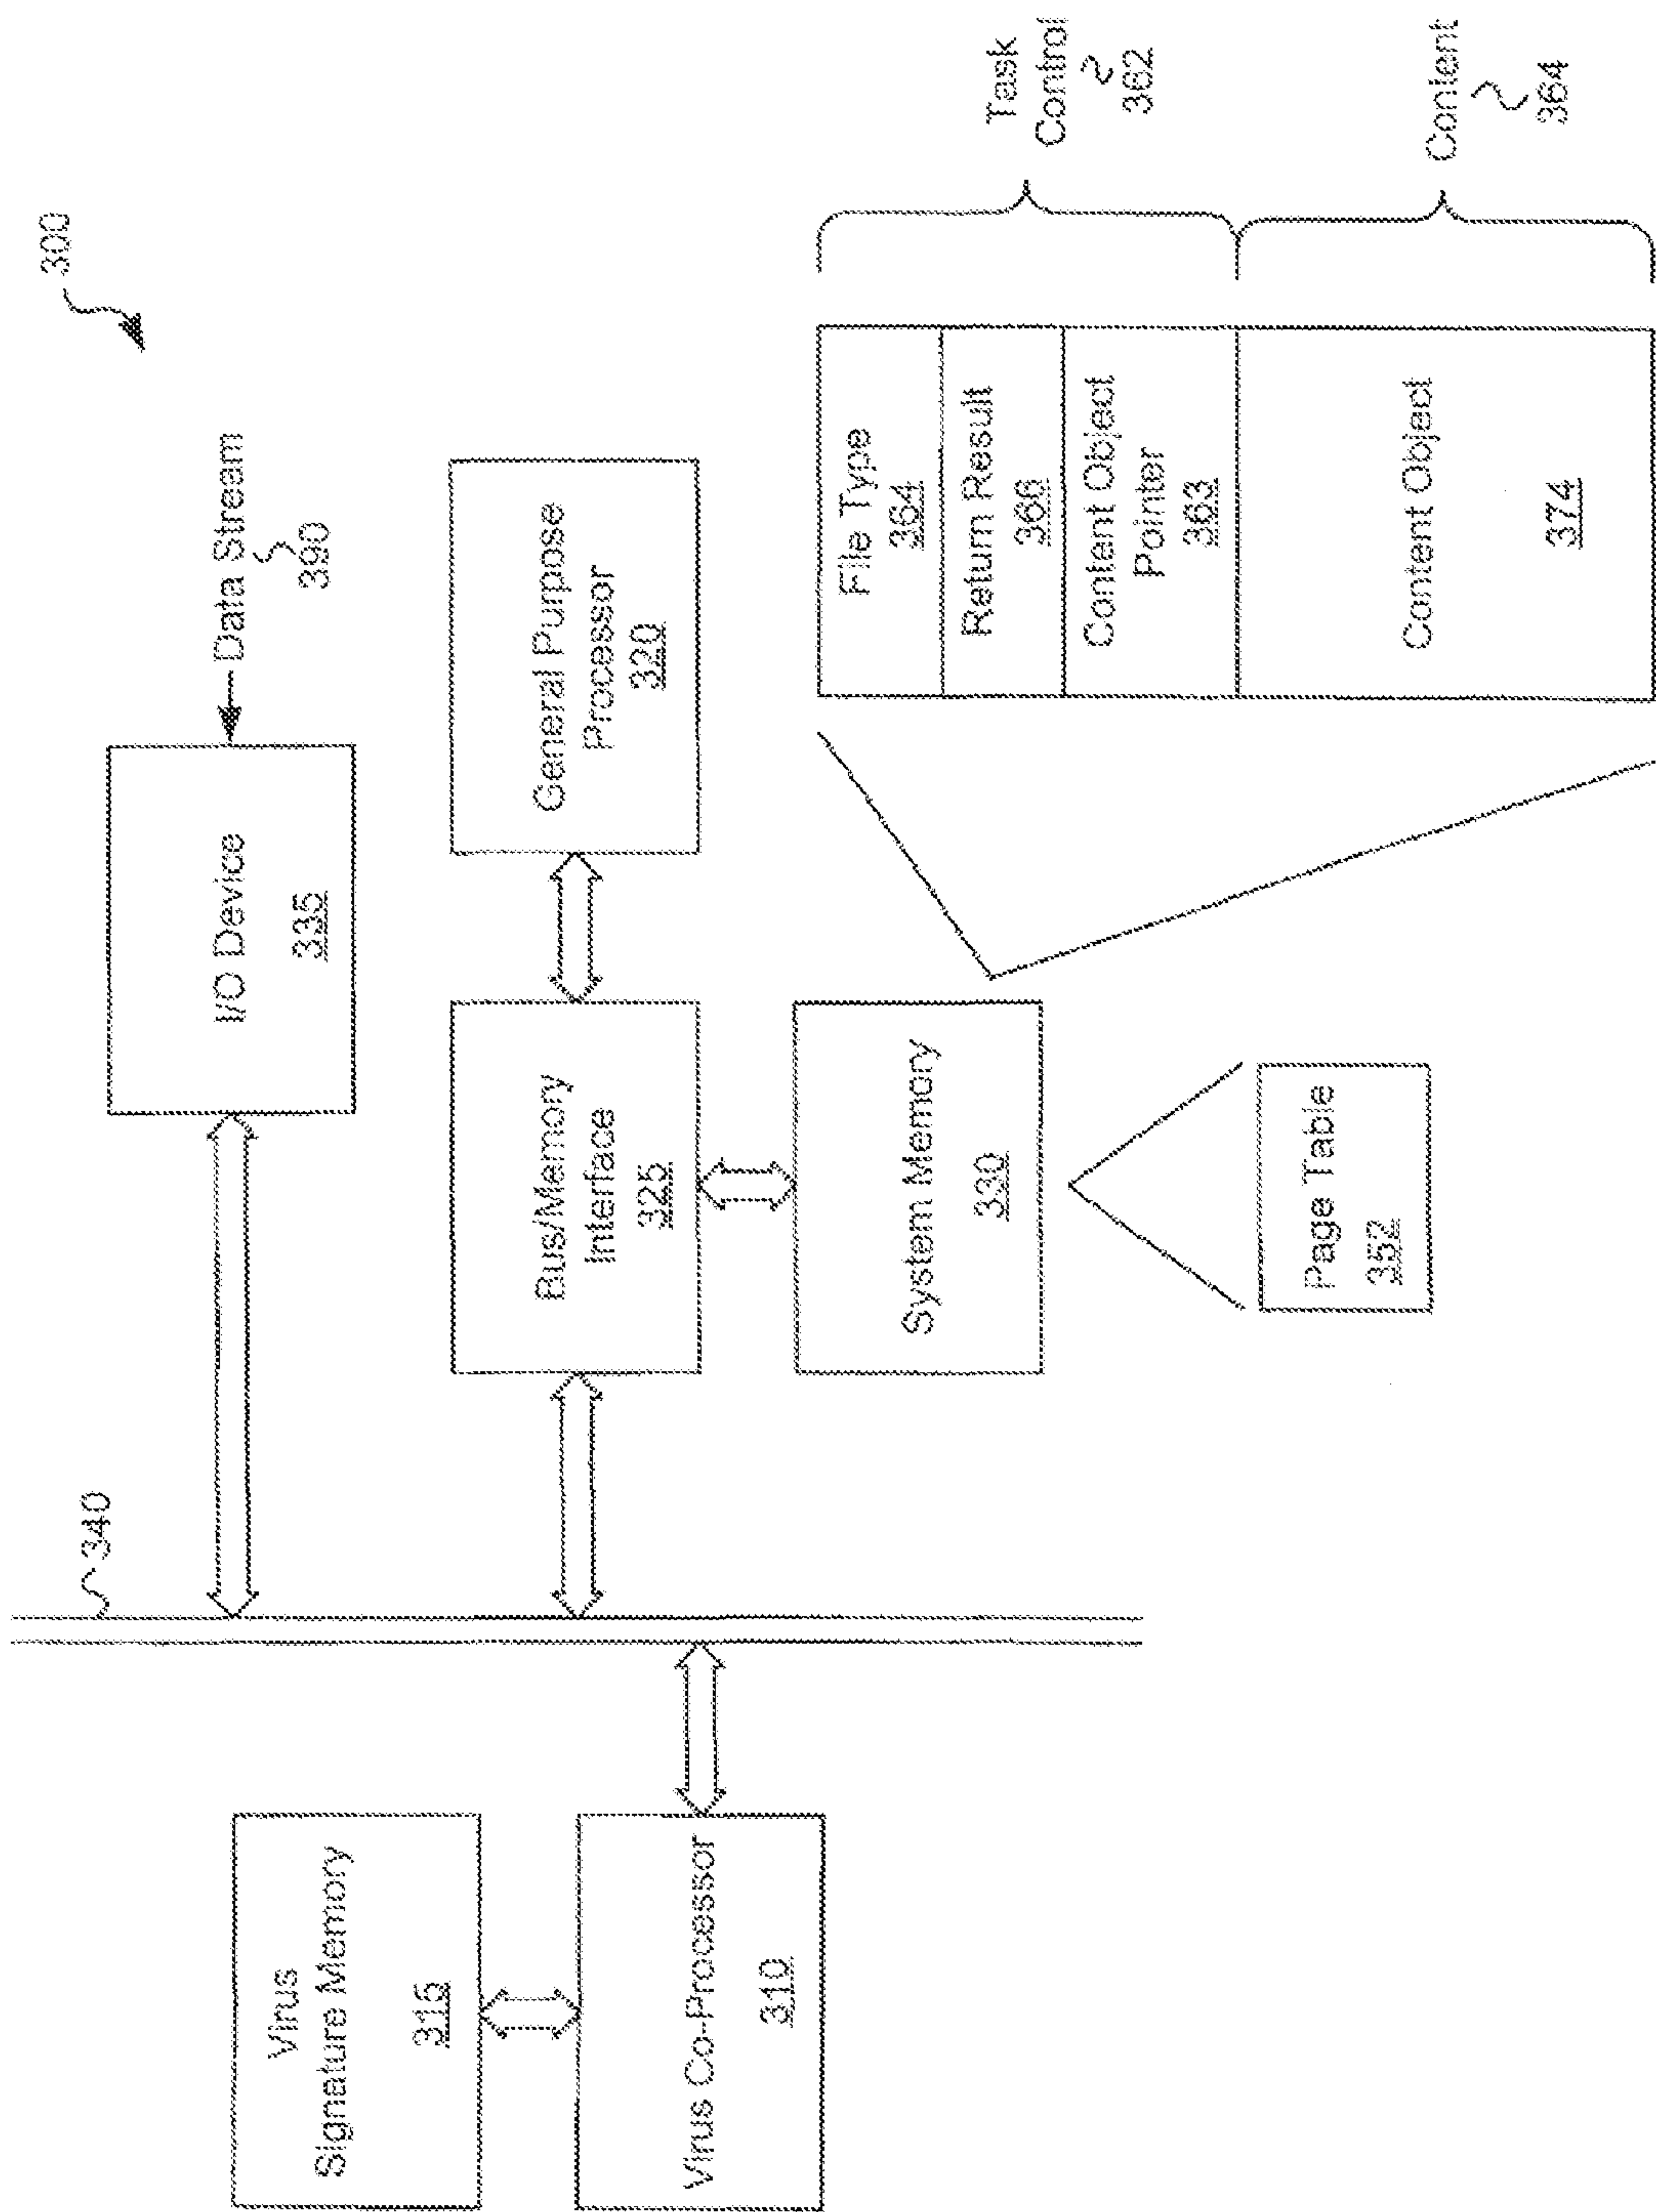 300
Data Stream
390
340
I/O Device
335
Virus
Signature Memory
315
Bus/Memory
Interface
325
General Purpose
Processor
320
Virus Co-Processor
310
System Memory
330
Page Table
352
File Type
364
Return Result
366
Content Object
Pointer
363
Content Object
374
Task
Control
362
Content
364